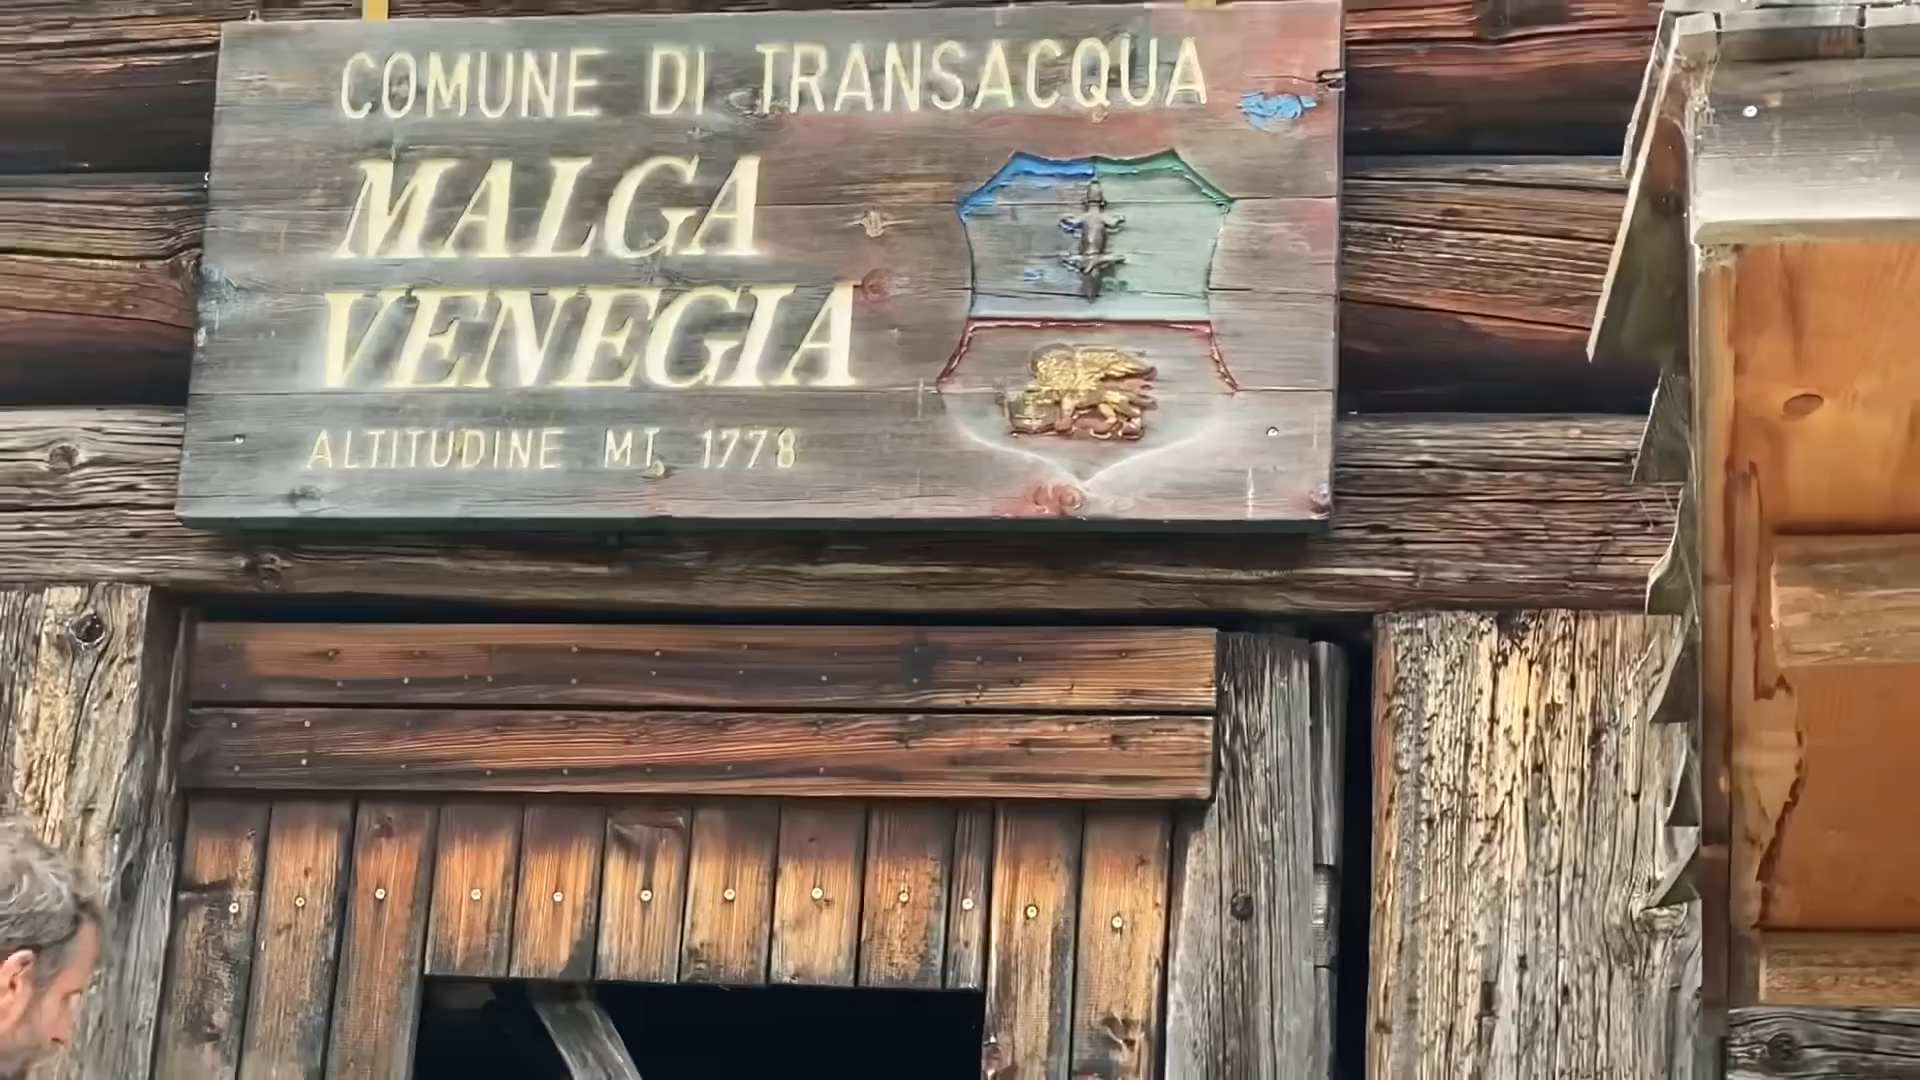 COMUNE DI TRANSACQUA
MALGA
VENEGIA
ALTITUDINE MT. 1778